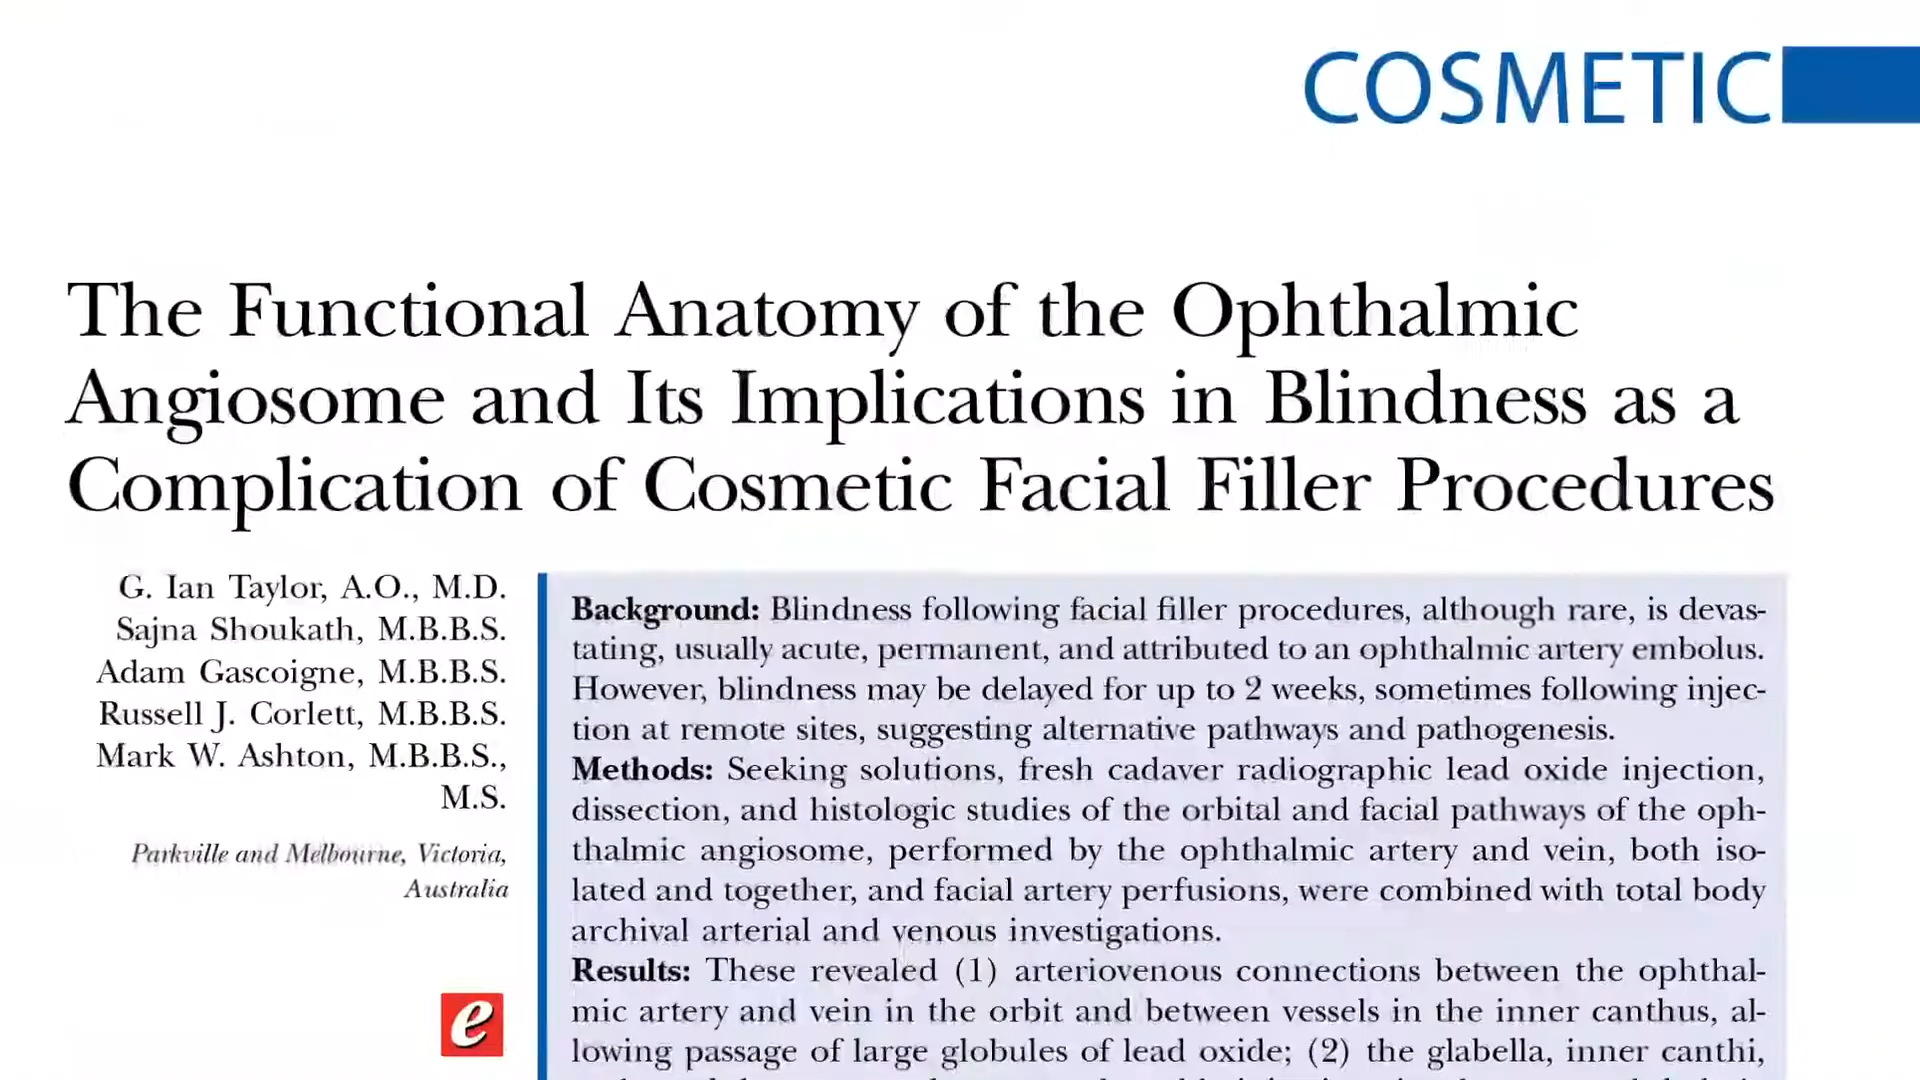 COSMETIC
The Functional Anatomy of the Ophthalmic
Angiosome and Its Implications in Blindness as a
Complication of Cosmetic Facial Filler Procedures
G. Ian Taylor, A.O., M.D.
Sajna Shoukath, M.B.B.S.
Adam Gascoigne, M.B.B.S.
Russell J. Corlett, M.B.B.S.
Mark W. Ashton, M.B.B.S.,
M.S.
Parkville and Melbourne, Victoria,
Australia
e
Background: Blindness following facial filler procedures, although rare, is devas-
tating, usually acute, permanent, and attributed to an ophthalmic artery embolus.
However, blindness may be delayed for up to 2 weeks, sometimes following injec-
tion at remote sites, suggesting alternative pathways and pathogenesis.
Methods: Seeking solutions, fresh cadaver radiographic lead oxide injection,
dissection, and histologic studies of the orbital and facial pathways of the oph-
thalmic angiosome, performed by the ophthalmic artery and vein, both iso-
lated and together, and facial artery perfusions, were combined with total body
archival arterial and venous investigations.
Results: These revealed (1) arteriovenous connections between the ophthal-
mic artery and vein in the orbit and between vessels in the inner canthus, al-
lowing passage of large globules of lead oxide; (2) the glabella, inner canthi,